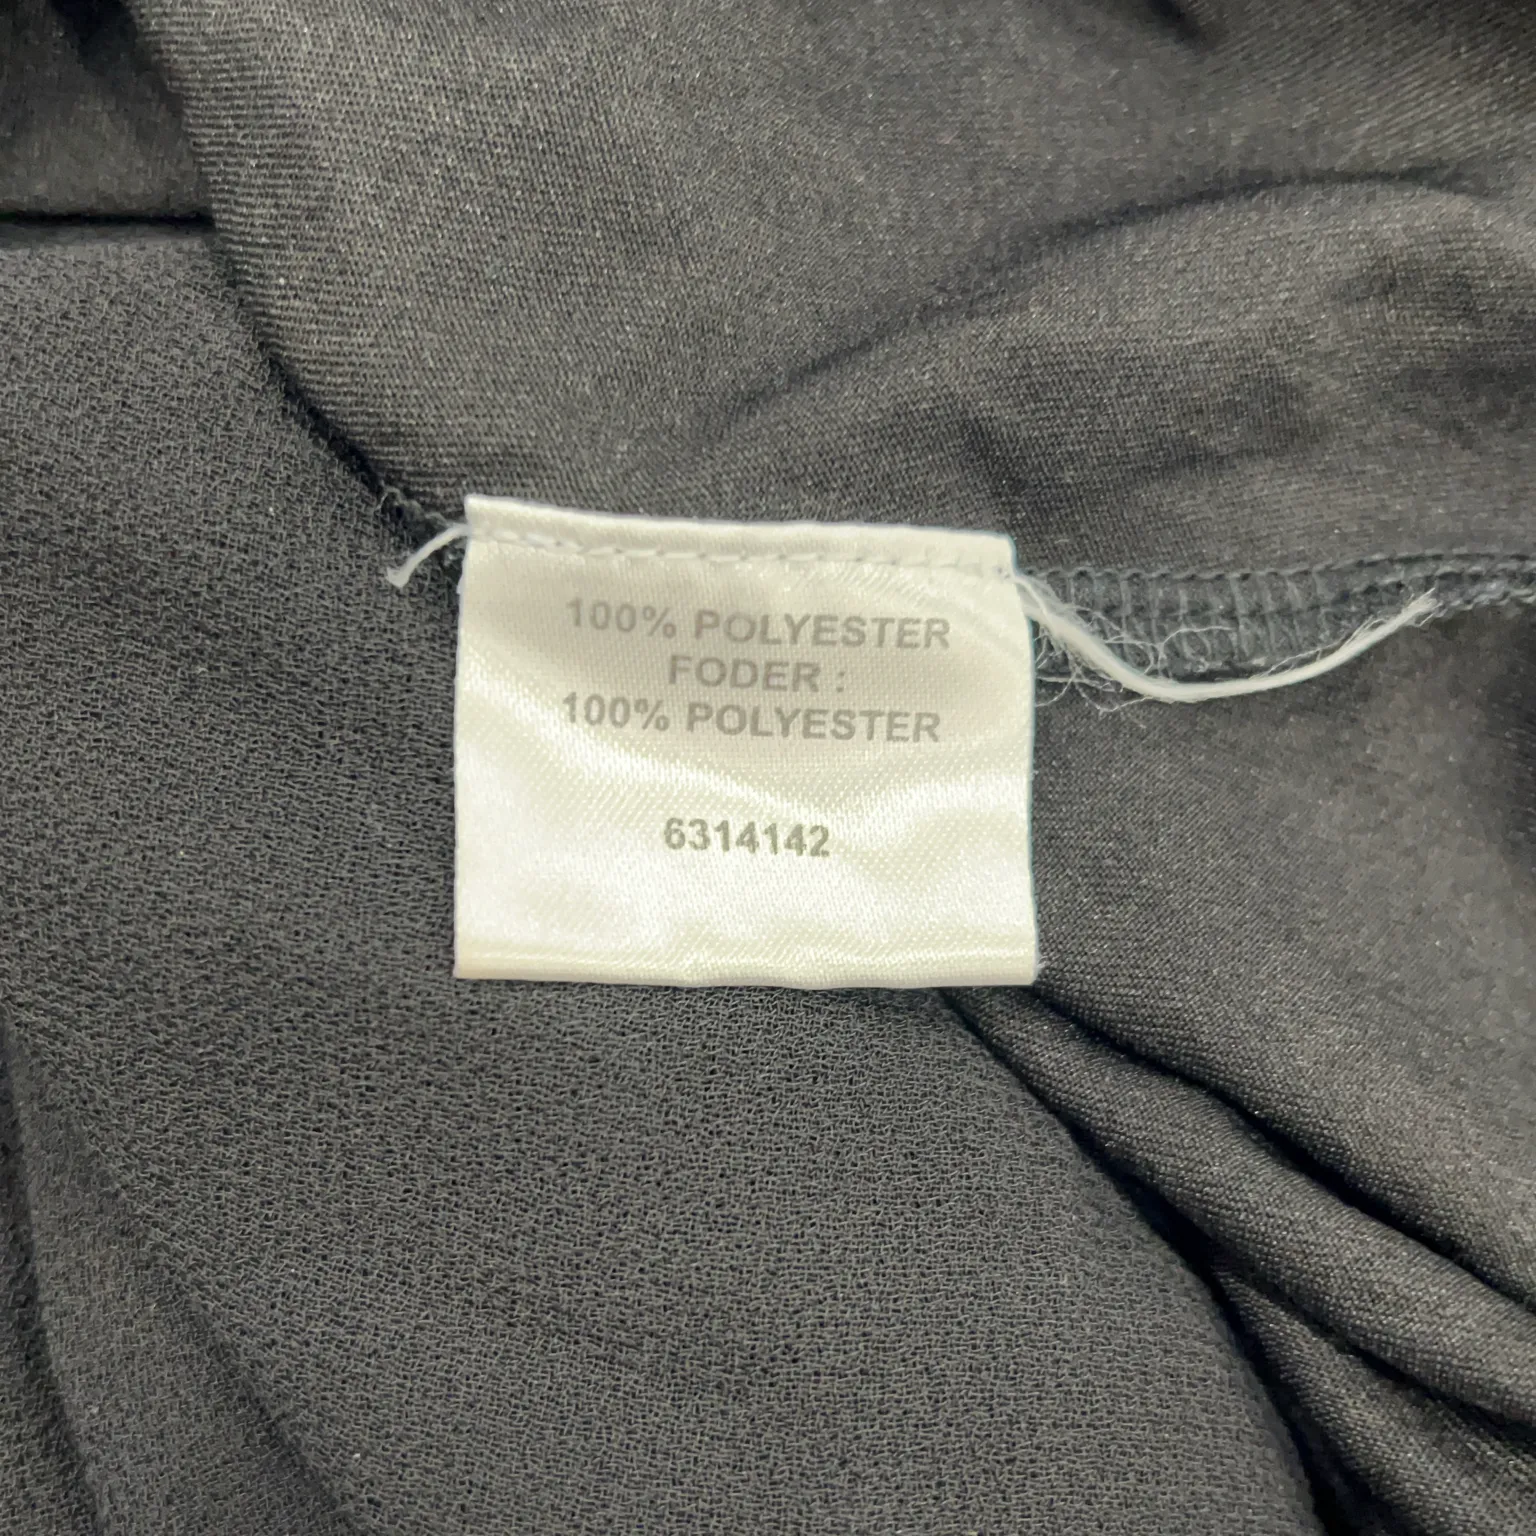 100% POLYESTER
FODER :
100% POLYESTER
6314142